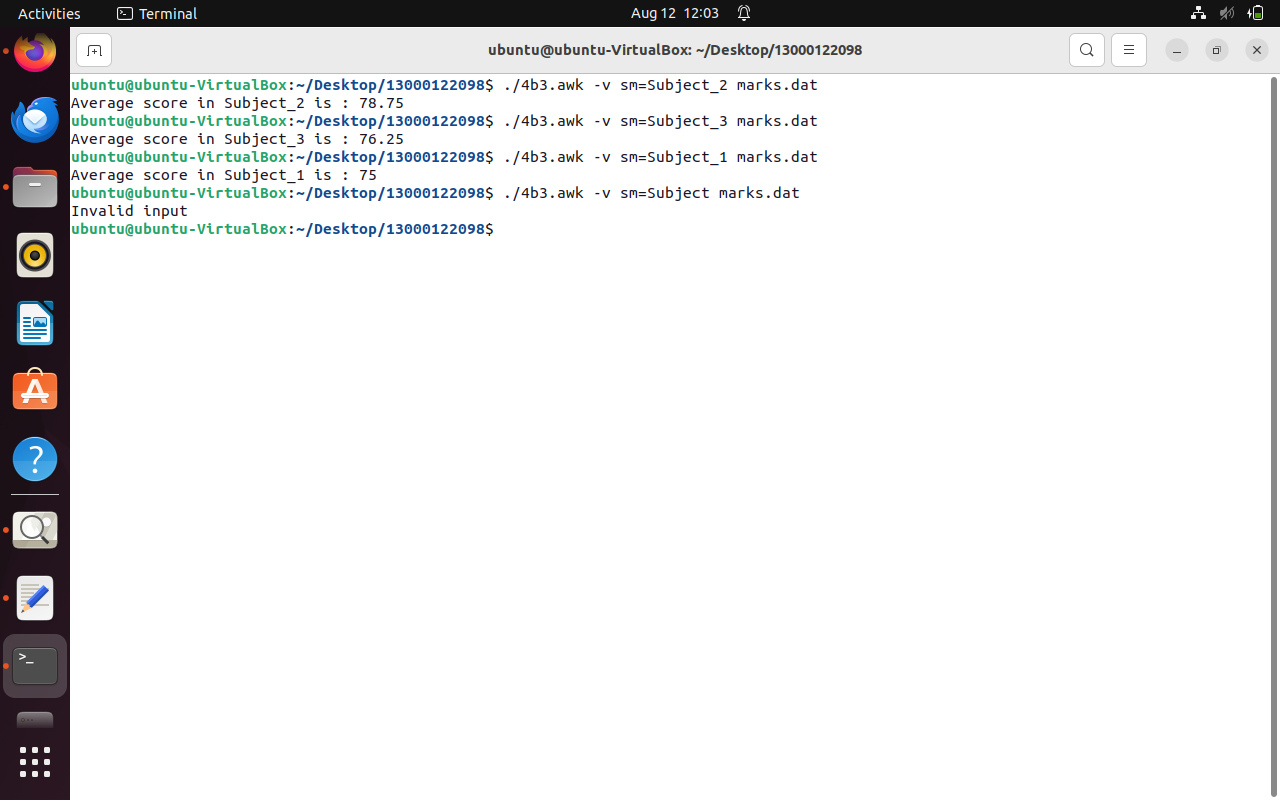 Activities Terminal Aug 12 12:03
ubuntu@ubuntu-VirtualBox: ~/Desktop/13000122098
ubuntu@ubuntu-VirtualBox:~/Desktop/13000122098$ ./4b3.awk -v sm=Subject_2 marks.dat
Average score in Subject_2 is : 78.75
ubuntu@ubuntu-VirtualBox:~/Desktop/13000122098$ ./4b3.awk -v sm=Subject_3 marks.dat
Average score in Subject_3 is : 76.25
ubuntu@ubuntu-VirtualBox:~/Desktop/13000122098$ ./4b3.awk -v sm=Subject_1 marks.dat
Average score in Subject_1 is : 75
ubuntu@ubuntu-VirtualBox:~/Desktop/13000122098$ ./4b3.awk -v sm=Subject marks.dat
Invalid input
ubuntu@ubuntu-VirtualBox:~/Desktop/13000122098$